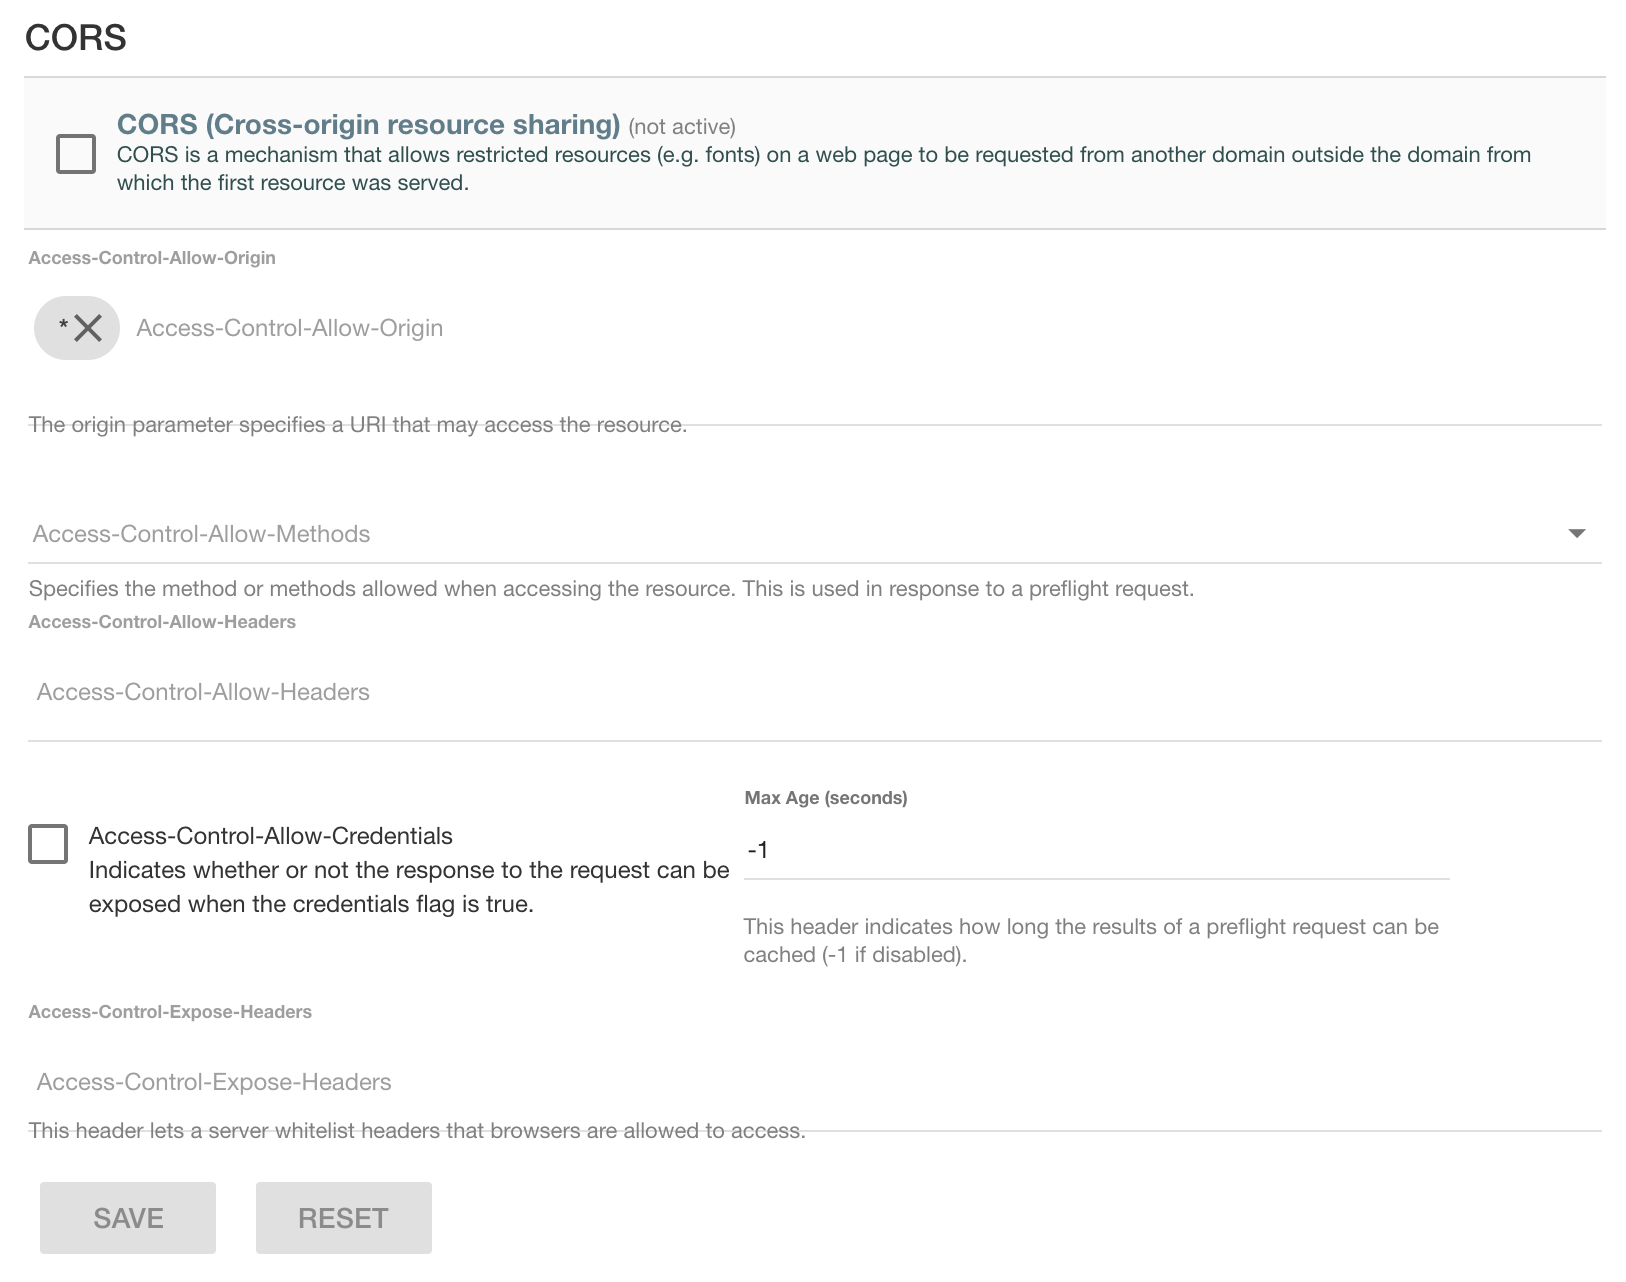 CORS
CORS (Cross-origin resource sharing) (not active)
CORS is a mechanism that allows restricted resources (e.g. fonts) on a web page to be requested from another domain outside the domain from
which the first resource was served.
Access-Control-Allow-Origin
* Access-Control-Allow-Origin
The origin parameter specifies a URI that may access the resource.
Access-Control-Allow-Methods
Specifies the method or methods allowed when accessing the resource. This is used in response to a preflight request.
Access-Control-Allow-Headers
Access-Control-Allow-Headers
Access-Control-Allow-Credentials
Indicates whether or not the response to the request can be
exposed when the credentials flag is true.
Max Age (seconds)
-1
This header indicates how long the results of a preflight request can be
cached (-1 if disabled).
Access-Control-Expose-Headers
Access-Control-Expose-Headers
This header lets a server whitelist headers that browsers are allowed to access.
SAVE RESET